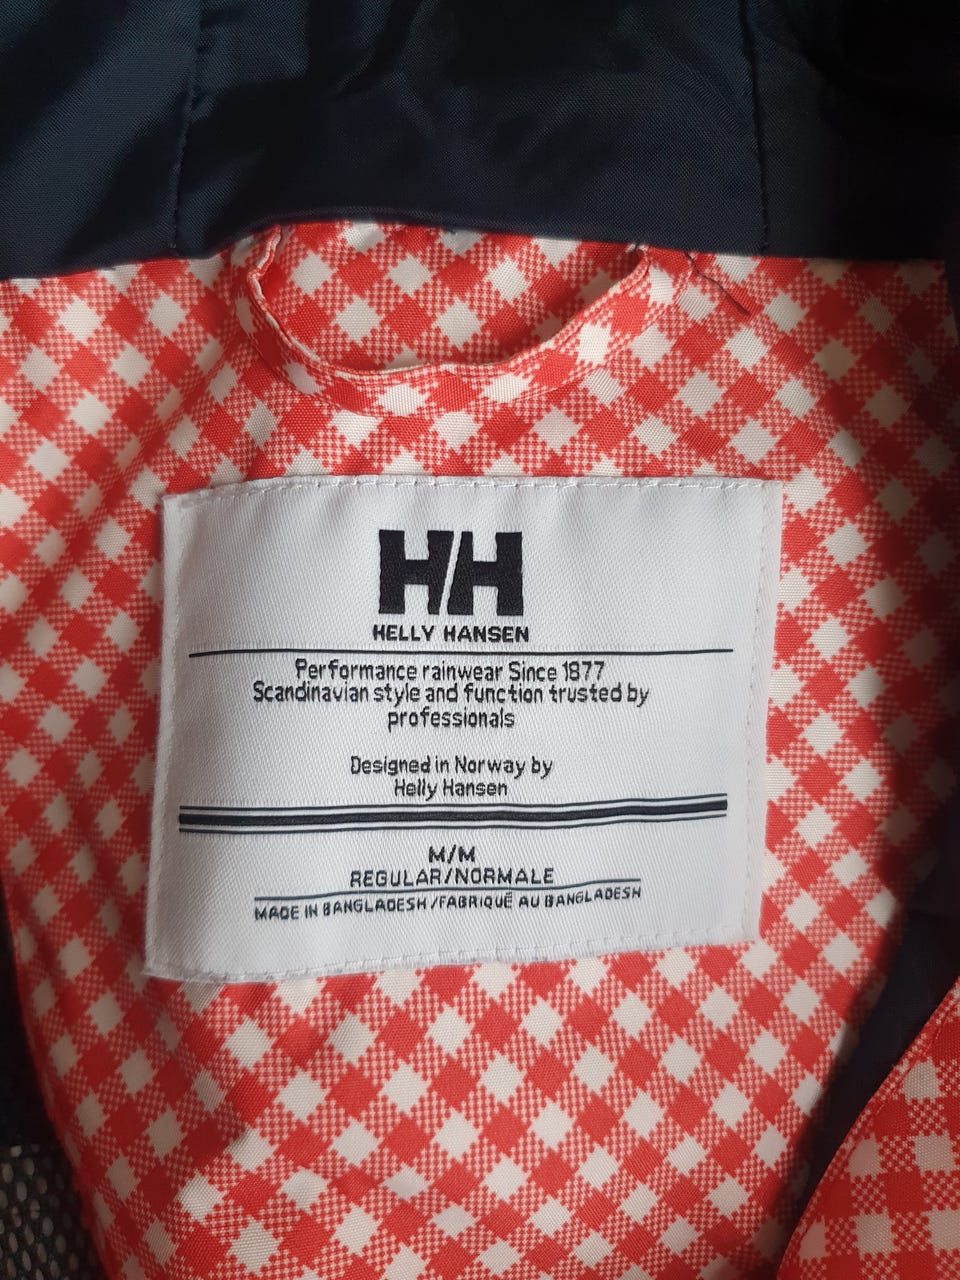 HH
HELLY HANSEN
Performance rainwear Since 1877
Scandinavian style and function trusted by
professionals
Designed in Norway by
Helly Hansen
M/M
REGULAR/NORMALE
MADE IN BANGLADESH /FABRIQUÉ AU BANGLADESH